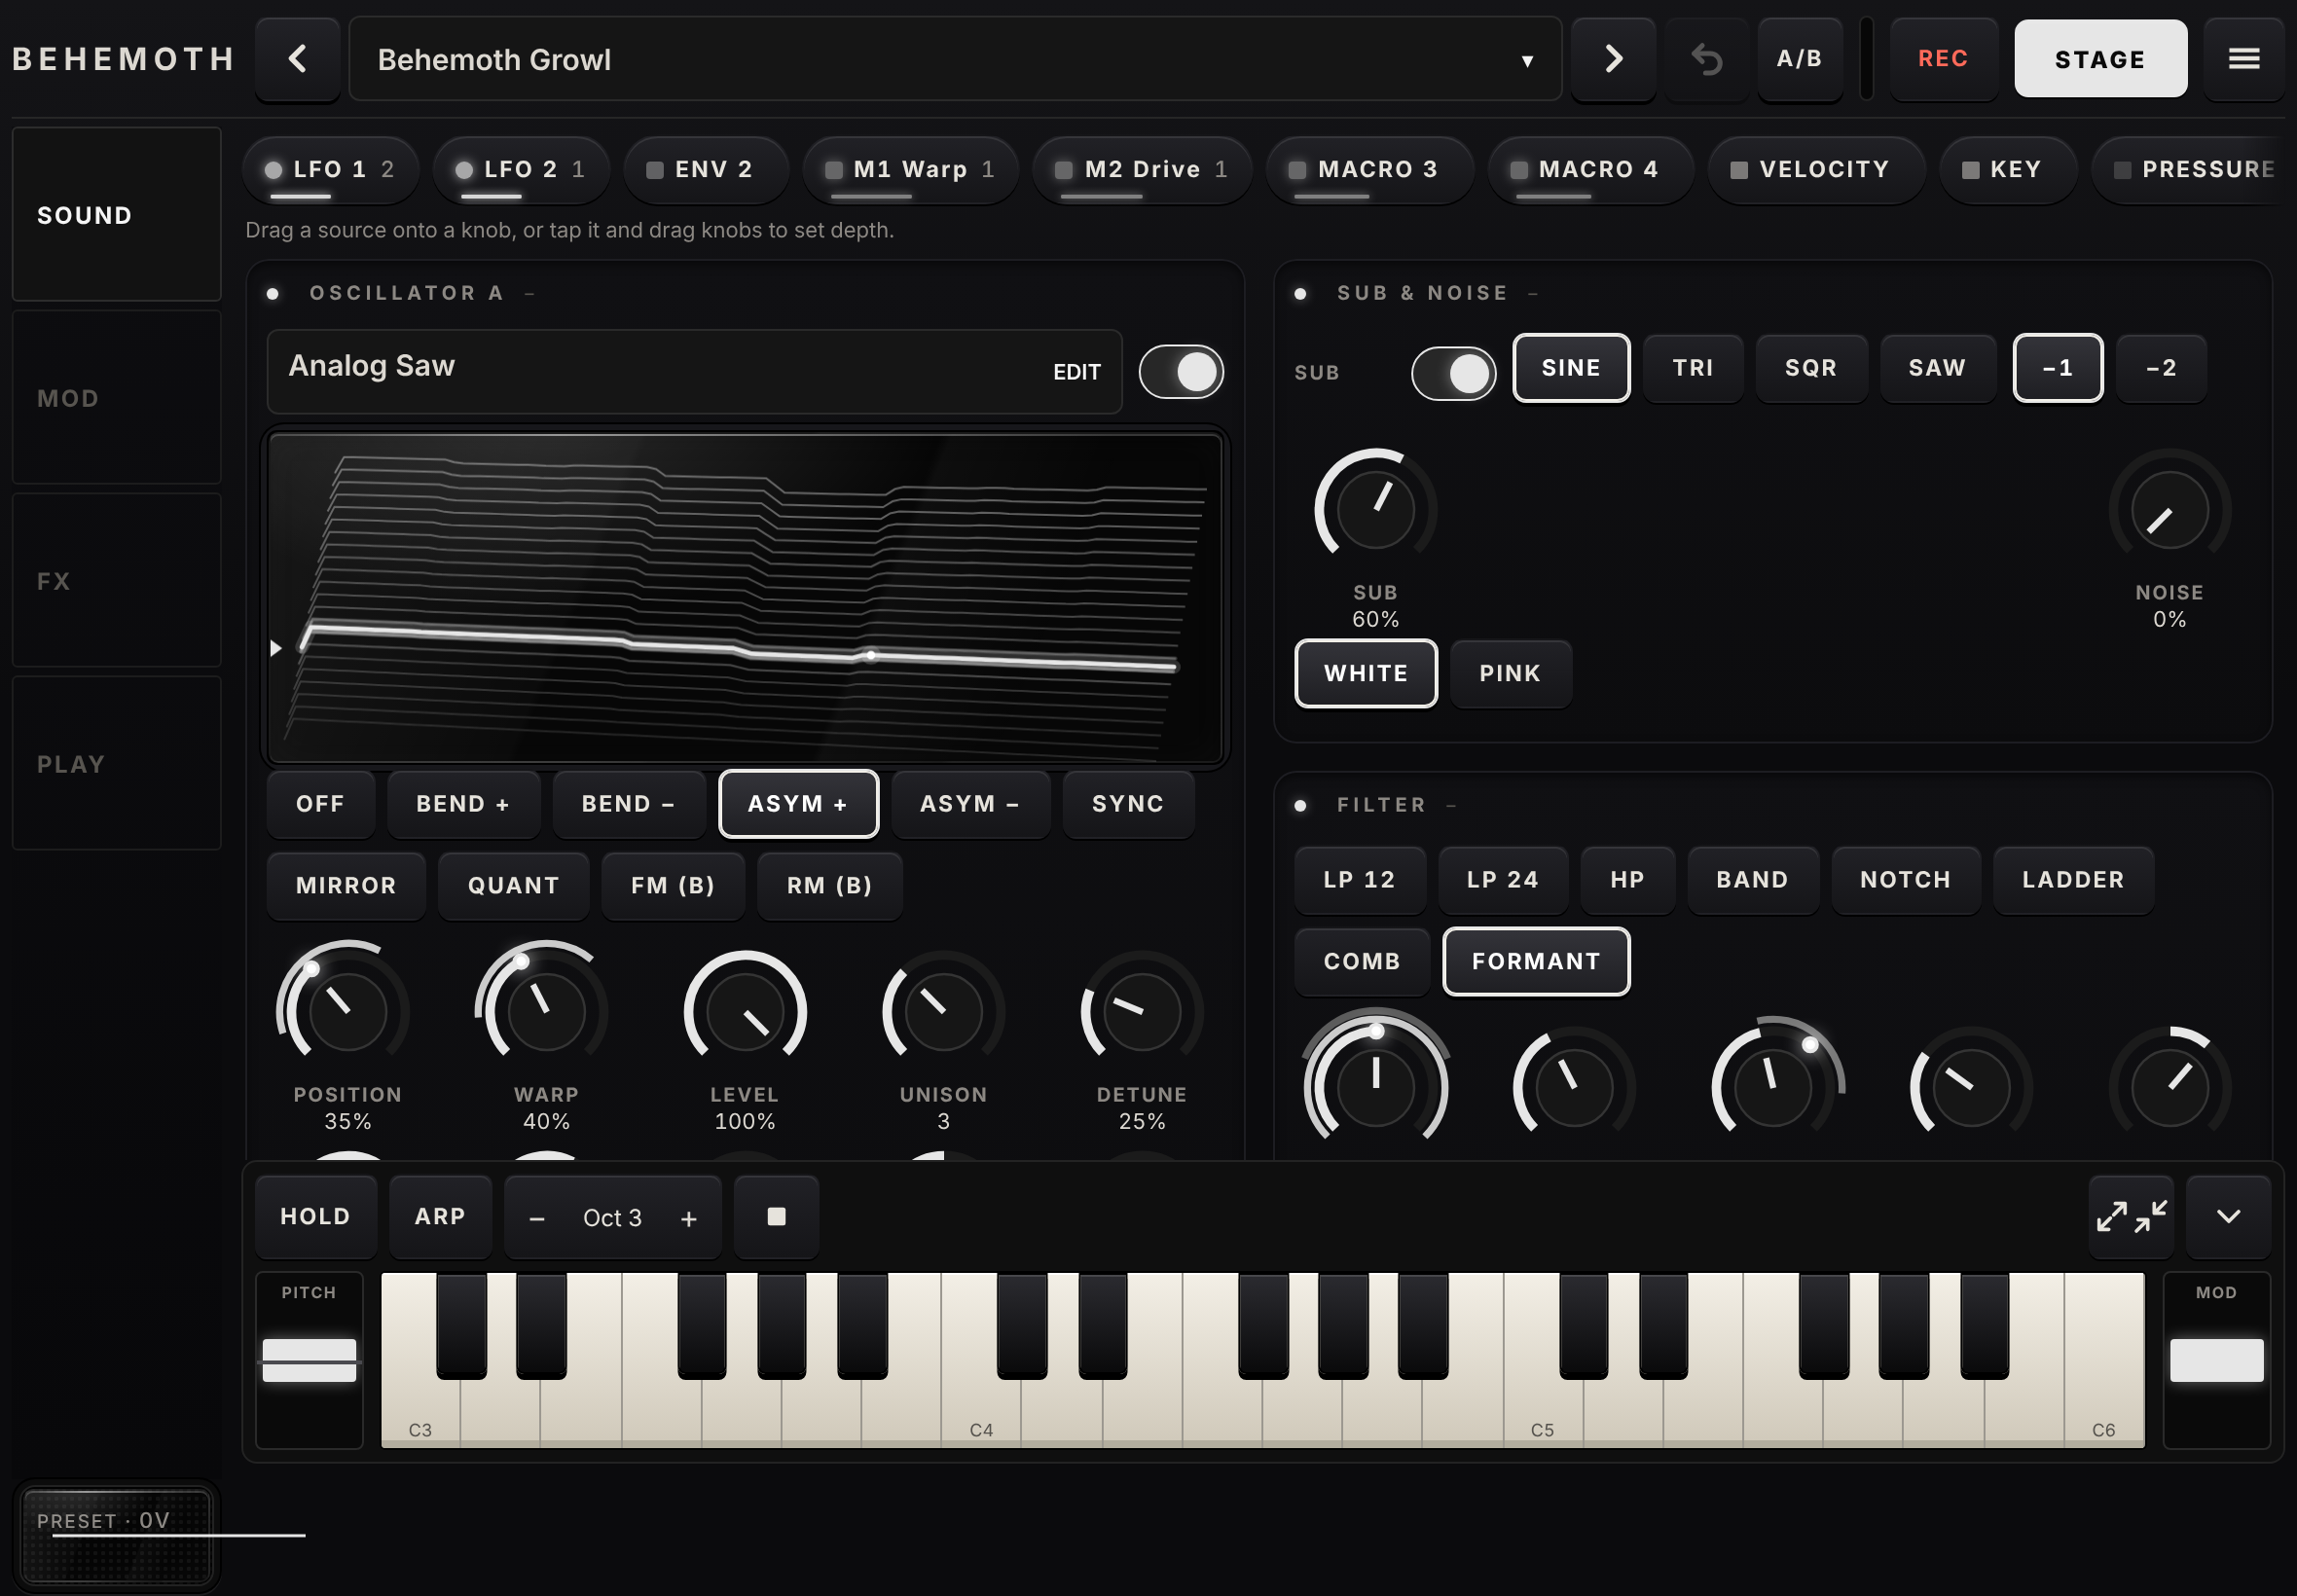 BEHEMOTH
Behemoth Growl ▼
A/B
REC
STAGE
SOUND
MOD
FX
PLAY
LFO 1 2
LFO 2 1
ENV 2
M1 Warp 1
M2 Drive 1
MACRO 3
MACRO 4
VELOCITY
KEY
PRESSURE
Drag a source onto a knob, or tap it and drag knobs to set depth.
OSCILLATOR A –
Analog Saw EDIT
OFF BEND + BEND – ASYM + ASYM – SYNC
MIRROR QUANT FM (B) RM (B)
POSITION WARP LEVEL UNISON DETUNE
35% 40% 100% 3 25%
SUB & NOISE –
SUB SINE TRI SQR SAW –1 –2
SUB NOISE
60% 0%
WHITE PINK
FILTER –
LP 12 LP 24 HP BAND NOTCH LADDER
COMB FORMANT
HOLD ARP – Oct 3 +
PITCH MOD
C3 C4 C5 C6
PRESET · 0V